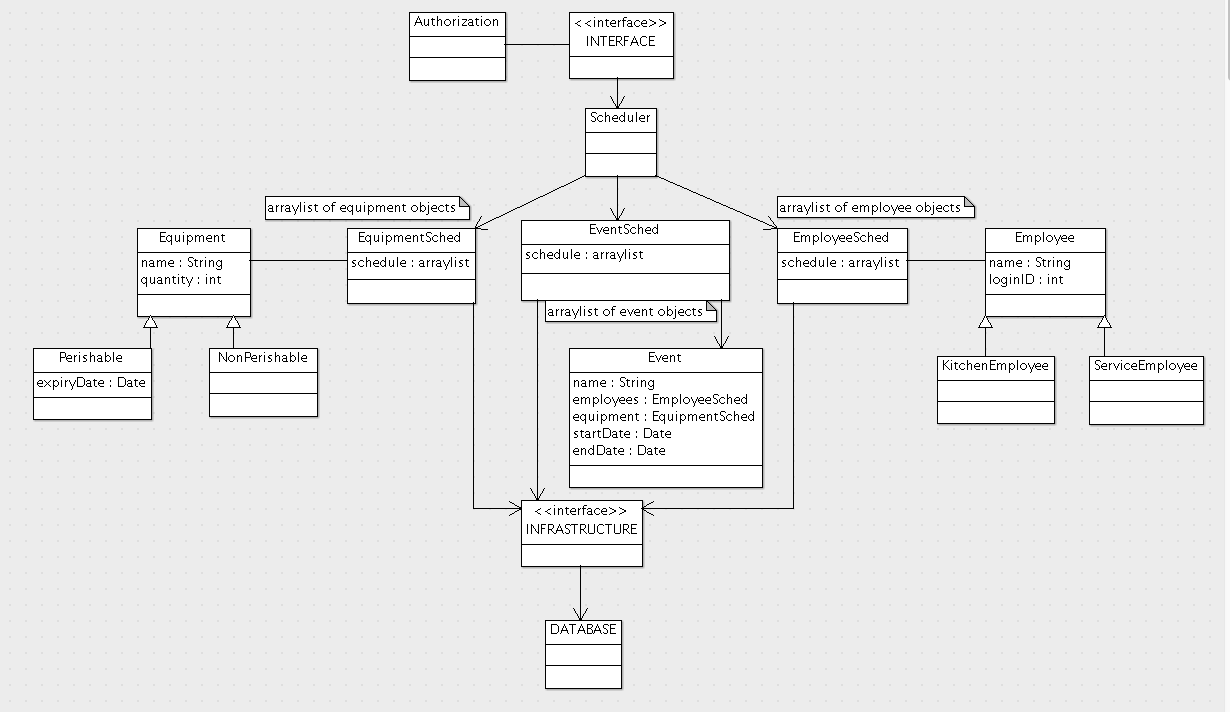 Authorization
<<interface>>
INTERFACE
Scheduler
arraylist of equipment objects
arraylist of employee objects
Equipment
name : String
quantity : int
EquipmentSched
schedule : arraylist
EventSched
schedule : arraylist
EmployeeSched
schedule : arraylist
Employee
name : String
loginID : int
arraylist of event objects
Perishable
expiryDate : Date
NonPerishable
Event
name : String
employees : EmployeeSched
equipment : EquipmentSched
startDate : Date
endDate : Date
KitchenEmployee
ServiceEmployee
<<interface>>
INFRASTRUCTURE
DATABASE